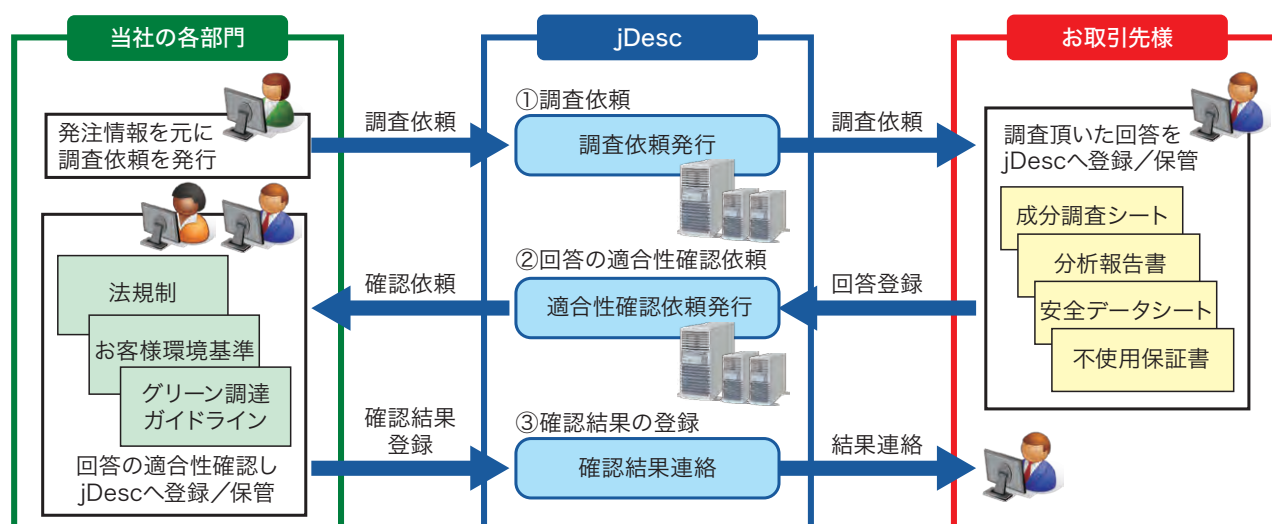 当社の各部門
jDesc
お取引先様
発注情報を元に
調査依頼を発行
調査依頼
①調査依頼
調査依頼発行
調査依頼
調査頂いた回答を
jDescへ登録／保管
成分調査シート
分析報告書
安全データシート
不使用保証書
回答登録
②回答の適合性確認依頼
適合性確認依頼発行
確認依頼
法規制
お客様環境基準
グリーン調達
ガイドライン
回答の適合性確認し
jDescへ登録／保管
確認結果
登録
③確認結果の登録
確認結果連絡
結果連絡